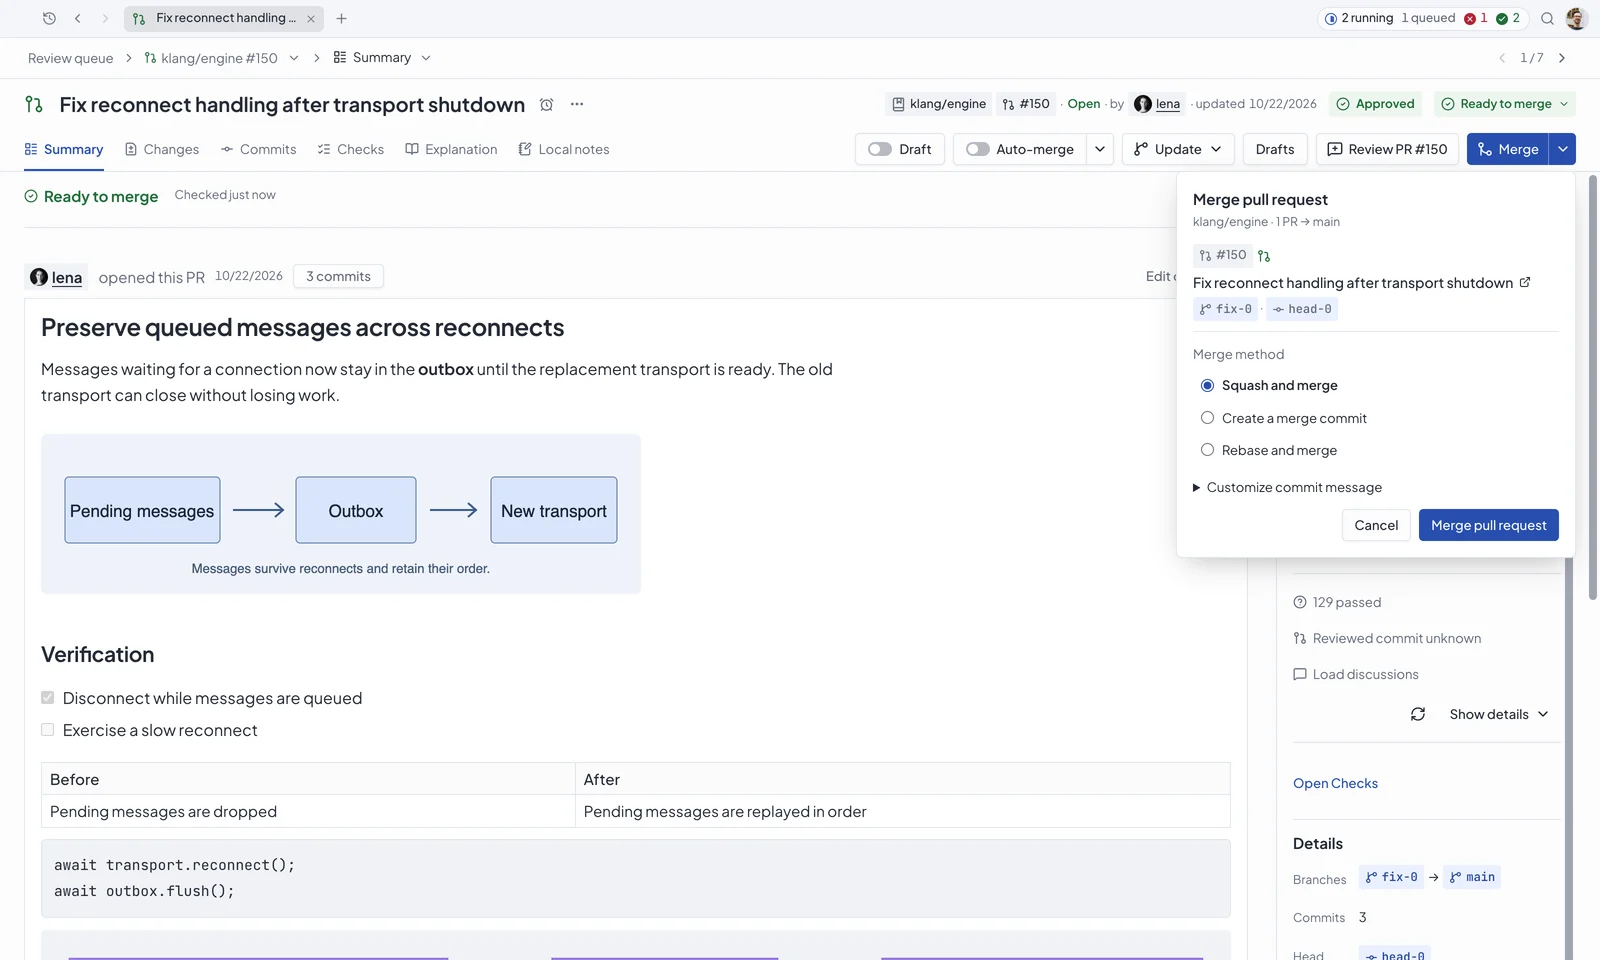 Fix reconnect handling ...
2 running 1 queued 1 2
Review queue klang/engine #150 Summary
1/7
Fix reconnect handling after transport shutdown
klang/engine #150 · Open · by lena · updated 10/22/2026 Approved Ready to merge
Summary Changes Commits Checks Explanation Local notes
Draft Auto-merge Update Drafts Review PR #150 Merge
Ready to merge Checked just now
lena opened this PR 10/22/2026 3 commits
Edit
Preserve queued messages across reconnects
Messages waiting for a connection now stay in the outbox until the replacement transport is ready. The old
transport can close without losing work.
Pending messages Outbox New transport
Messages survive reconnects and retain their order.
Verification
Disconnect while messages are queued
Exercise a slow reconnect
Before After
Pending messages are dropped Pending messages are replayed in order
await transport.reconnect();
await outbox.flush();
Merge pull request
klang/engine · 1 PR → main
#150
Fix reconnect handling after transport shutdown
fix-0 · head-0
Merge method
Squash and merge
Create a merge commit
Rebase and merge
Customize commit message
Cancel Merge pull request
129 passed
Reviewed commit unknown
Load discussions
Show details
Open Checks
Details
Branches fix-0 → main
Commits 3
Head head-0